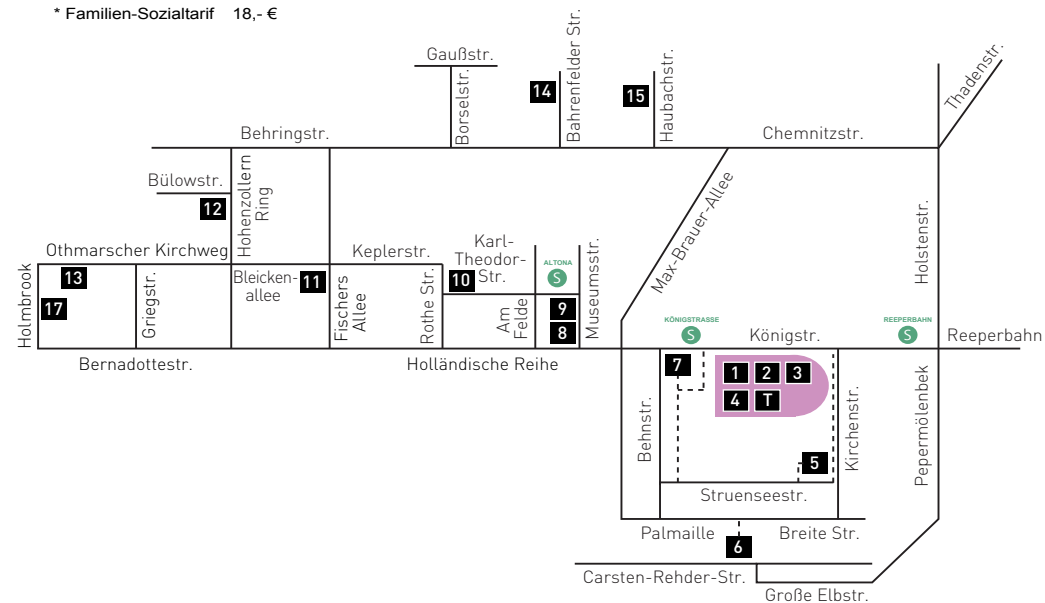 * Familien-Sozialtarif 18,- €
Gaußstr.
Borselstr.
14
Bahrenfelder Str.
15
Haubachstr.
Thadenstr.
Behringstr.
Chemnitzstr.
Bülowstr.
12
Hohenzollern
Ring
Max-Brauer-Allee
Holstenstr.
Othmarscher Kirchweg
Keplerstr.
Karl-
Theodor-
Str.
ALTONA
S
Museumsstr.
Holmbrook
13
17
Griegstr.
Bleicken-
allee
11
Fischers
Allee
Rothe Str.
10
Am
Felde
9
8
KÖNIGSTRASSE
S
Königstr.
REEPERBAHN
S
Reeperbahn
Bernadottestr.
Holländische Reihe
7
1
2
3
4
T
Behnstr.
Kirchenstr.
Pepermölenbek
5
Struenseestr.
Palmaille
Breite Str.
6
Carsten-Rehder-Str.
Große Elbstr.